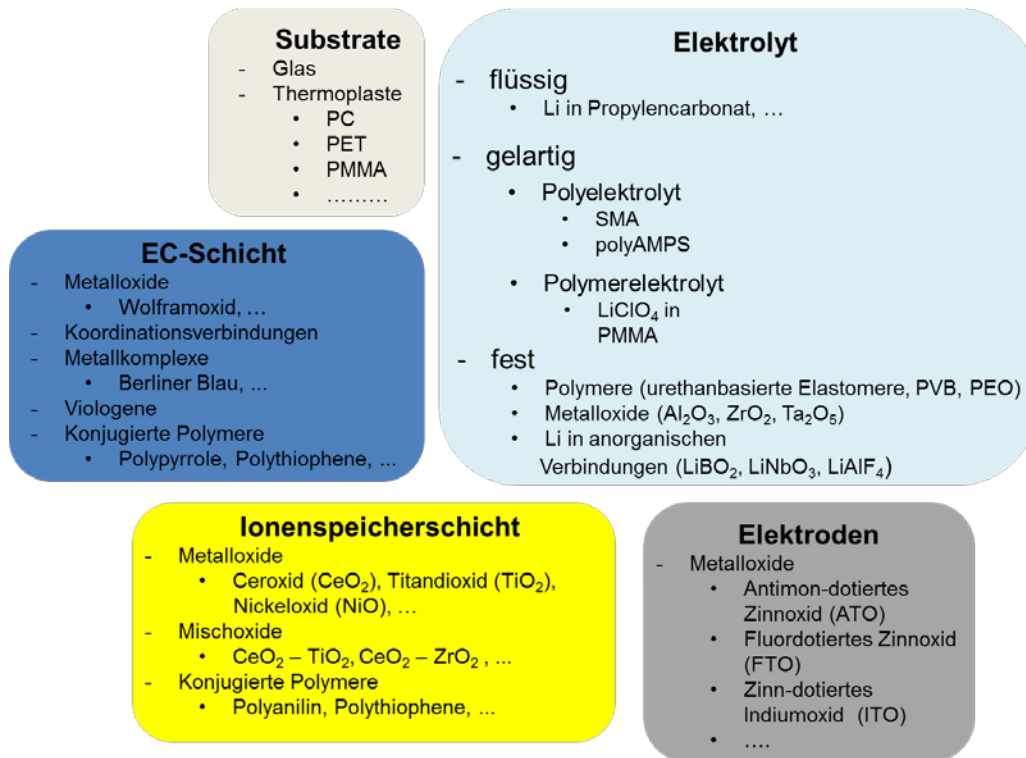 Substrate
- Glas
- Thermoplaste
• PC
• PET
• PMMA
• ………
Elektrolyt
- flüssig
• Li in Propylencarbonat, …
- gelartig
• Polyelektrolyt
• SMA
• polyAMPS
• Polymerelektrolyt
• LiClO₄ in
PMMA
- fest
• Polymere (urethanbasierte Elastomere, PVB, PEO)
• Metalloxide (Al₂O₃, ZrO₂, Ta₂O₅)
• Li in anorganischen
Verbindungen (LiBO₂, LiNbO₃, LiAlF₄)
EC-Schicht
- Metalloxide
• Wolframoxid, …
- Koordinationsverbindungen
- Metallkomplexe
• Berliner Blau, ...
- Viologene
- Konjugierte Polymere
• Polypyrrole, Polythiophene, ...
Ionenspeicherschicht
- Metalloxide
• Ceroxid (CeO₂), Titandioxid (TiO₂),
Nickeloxid (NiO), …
- Mischoxide
• CeO₂ – TiO₂, CeO₂ – ZrO₂ , ...
- Konjugierte Polymere
• Polyanilin, Polythiophene, ...
Elektroden
- Metalloxide
• Antimon-dotiertes
Zinnoxid (ATO)
• Fluordotiertes Zinnoxid
(FTO)
• Zinn-dotiertes
Indiumoxid (ITO)
• ….